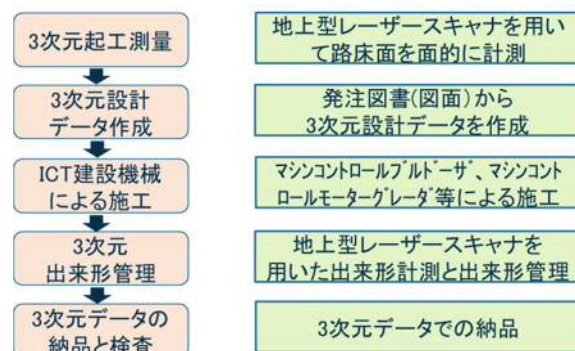 3次元起工測量
地上型レーザースキャナを用い
て路床面を面的に計測
3次元設計
データ作成
発注図書(図面)から
3次元設計データを作成
ICT建設機械
による施工
マシンコントロールブルドーザ、マシンコント
ロールモーターグレーダ等による施工
3次元
出来形管理
地上型レーザースキャナを
用いた出来形計測と出来形管理
3次元データの
納品と検査
3次元データでの納品